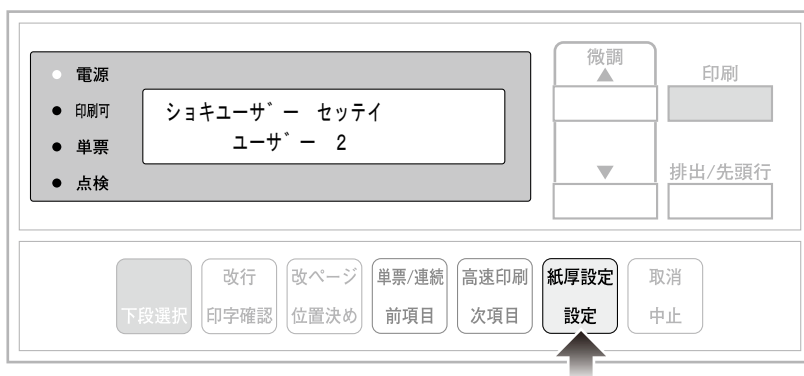 電源
印刷可
単票
点検
ショキユーザー セッテイ
ユーザー 2
微調
▲
▼
印刷
排出/先頭行
下段選択
改行
印字確認
改ページ
位置決め
単票/連続
前項目
高速印刷
次項目
紙厚設定
設定
取消
中止